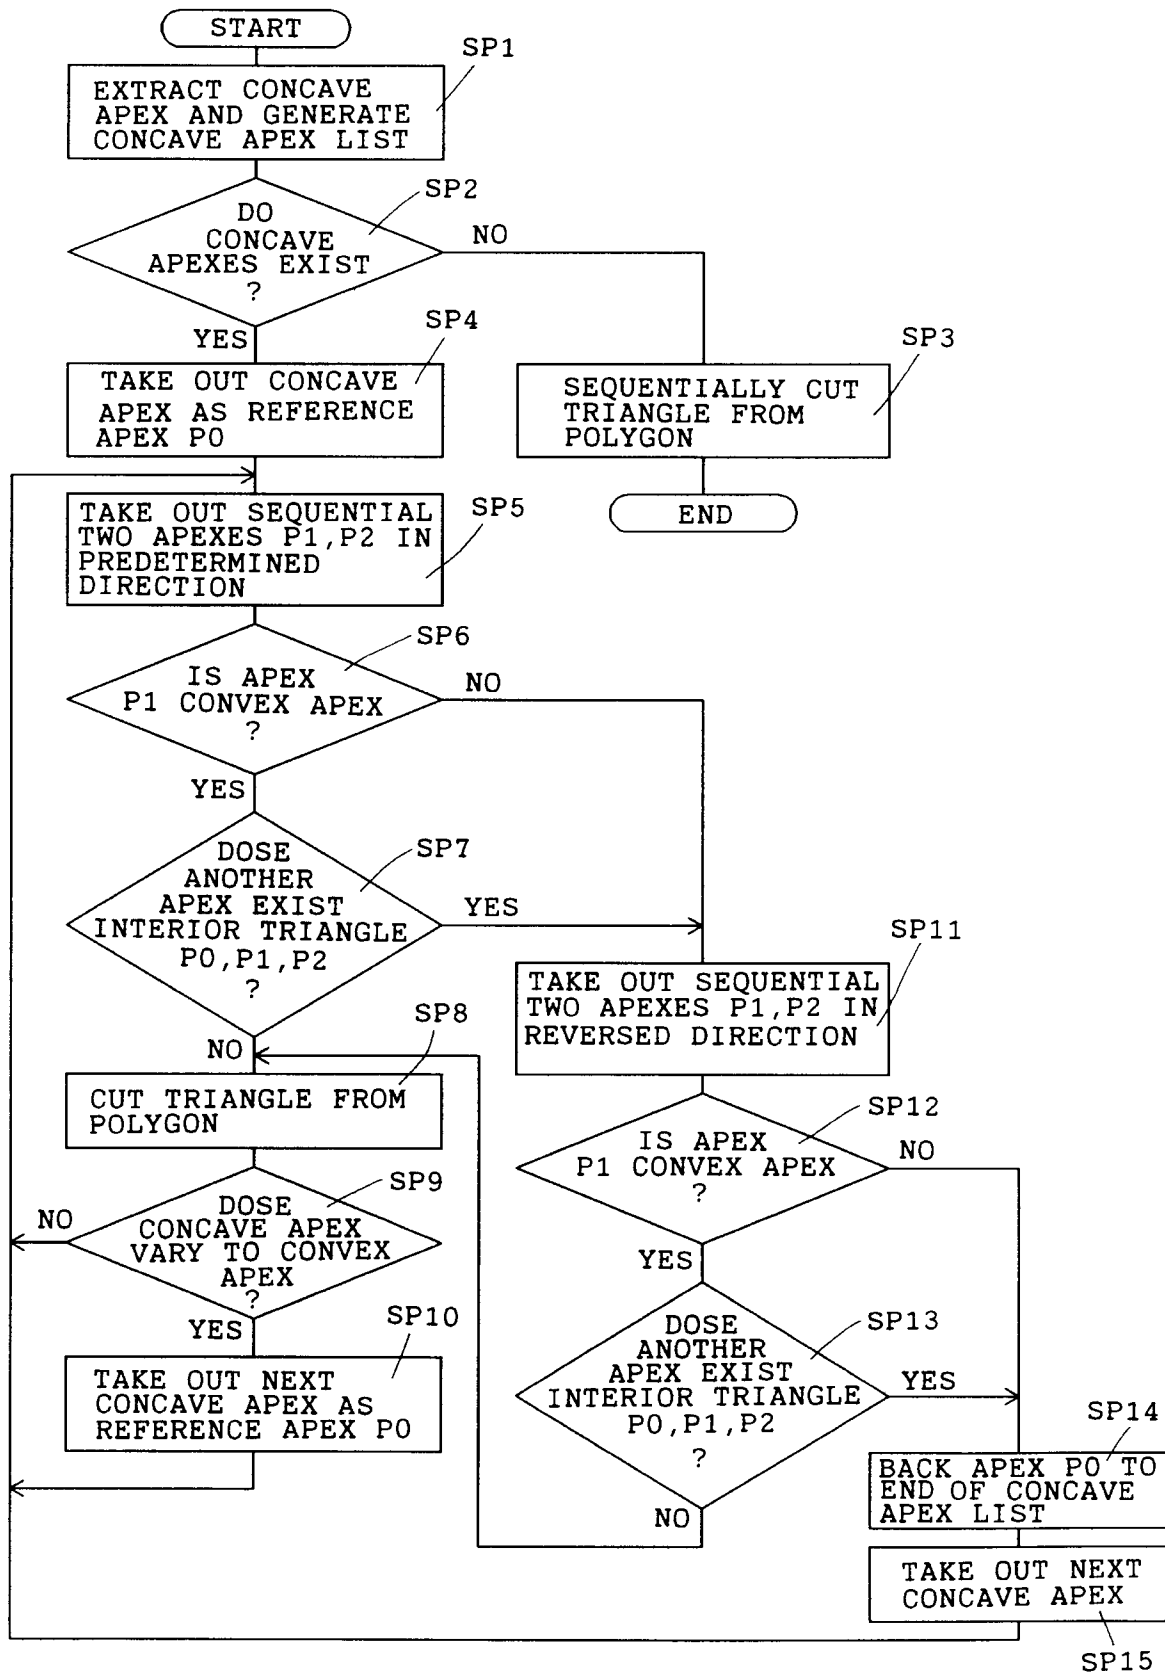 START
SP1
EXTRACT CONCAVE
APEX AND GENERATE
CONCAVE APEX LIST
SP2
DO
CONCAVE
APEXES EXIST
?
NO
YES
SP4
TAKE OUT CONCAVE
APEX AS REFERENCE
APEX P0
SP3
SEQUENTIALLY CUT
TRIANGLE FROM
POLYGON
END
SP5
TAKE OUT SEQUENTIAL
TWO APEXES P1,P2 IN
PREDETERMINED
DIRECTION
SP6
IS APEX
P1 CONVEX APEX
?
NO
YES
SP7
DOSE
ANOTHER
APEX EXIST
INTERIOR TRIANGLE
P0,P1,P2
?
YES
NO
SP8
CUT TRIANGLE FROM
POLYGON
SP9
DOSE
CONCAVE APEX
VARY TO CONVEX
APEX
?
NO
YES
SP10
TAKE OUT NEXT
CONCAVE APEX AS
REFERENCE APEX P0
SP11
TAKE OUT SEQUENTIAL
TWO APEXES P1,P2 IN
REVERSED DIRECTION
SP12
IS APEX
P1 CONVEX APEX
?
NO
YES
SP13
DOSE
ANOTHER
APEX EXIST
INTERIOR TRIANGLE
P0,P1,P2
?
YES
NO
SP14
BACK APEX P0 TO
END OF CONCAVE
APEX LIST
TAKE OUT NEXT
CONCAVE APEX
SP15